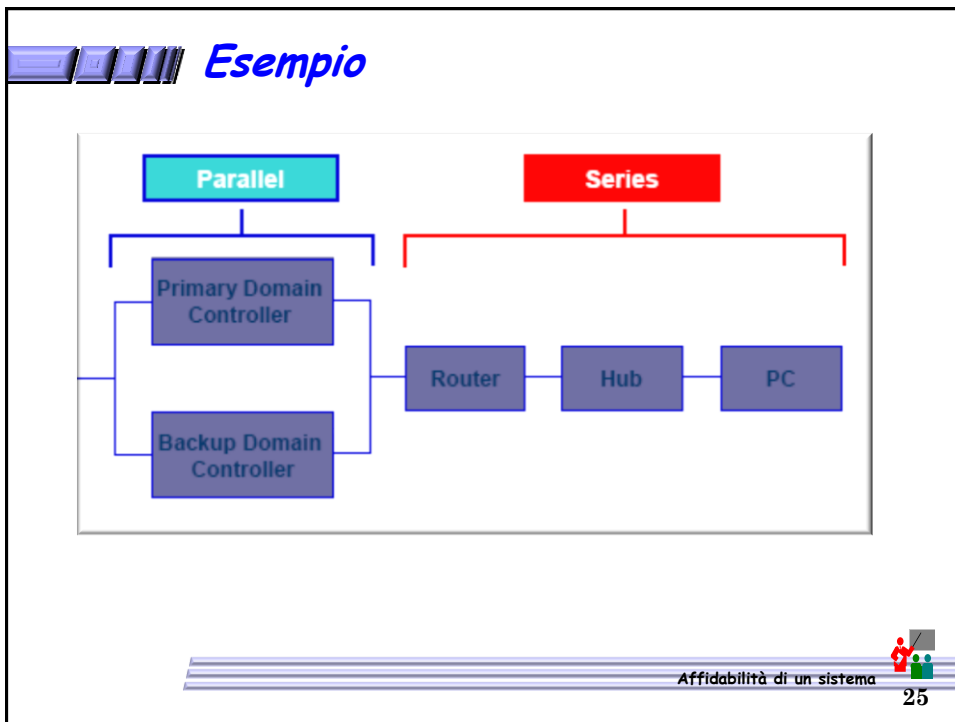 Esempio
Parallel
Series
Primary Domain
Controller
Backup Domain
Controller
Router
Hub
PC
Affidabilità di un sistema
25